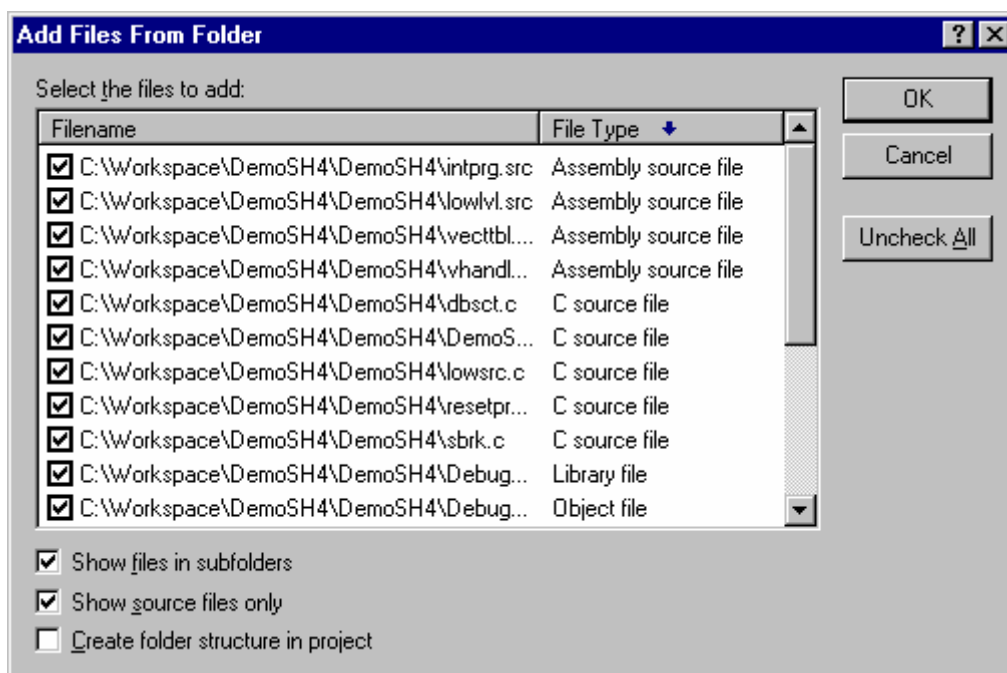 Add Files From Folder
Select the files to add:
OK
Filename File Type
Cancel
C:\Workspace\DemoSH4\DemoSH4\intprg.src Assembly source file
C:\Workspace\DemoSH4\DemoSH4\lowlvl.src Assembly source file
C:\Workspace\DemoSH4\DemoSH4\vecttbl.... Assembly source file
Uncheck All
C:\Workspace\DemoSH4\DemoSH4\vhandl... Assembly source file
C:\Workspace\DemoSH4\DemoSH4\dbsct.c C source file
C:\Workspace\DemoSH4\DemoSH4\DemoS... C source file
C:\Workspace\DemoSH4\DemoSH4\lowsrc.c C source file
C:\Workspace\DemoSH4\DemoSH4\resetpr... C source file
C:\Workspace\DemoSH4\DemoSH4\sbrk.c C source file
C:\Workspace\DemoSH4\DemoSH4\Debug... Library file
C:\Workspace\DemoSH4\DemoSH4\Debug... Object file
Show files in subfolders
Show source files only
Create folder structure in project